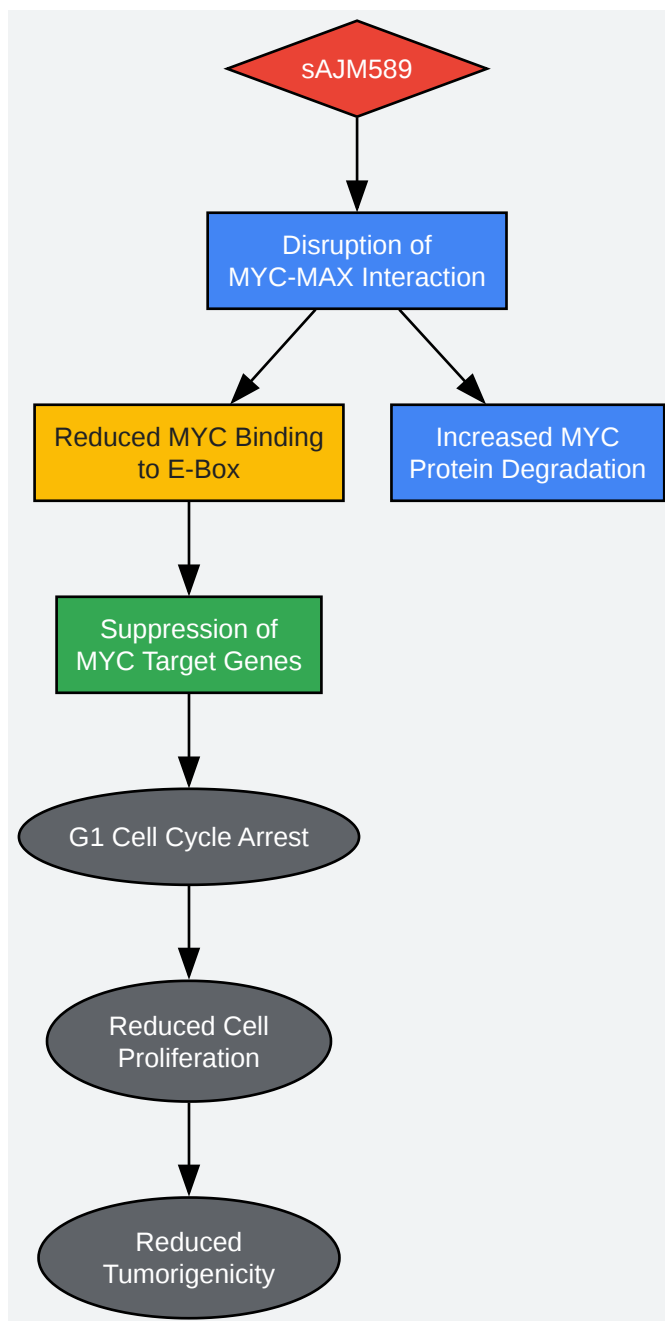 sAJM589
Disruption of
MYC-MAX Interaction
Reduced MYC Binding
to E-Box
Increased MYC
Protein Degradation
Suppression of
MYC Target Genes
G1 Cell Cycle Arrest
Reduced Cell
Proliferation
Reduced
Tumorigenicity